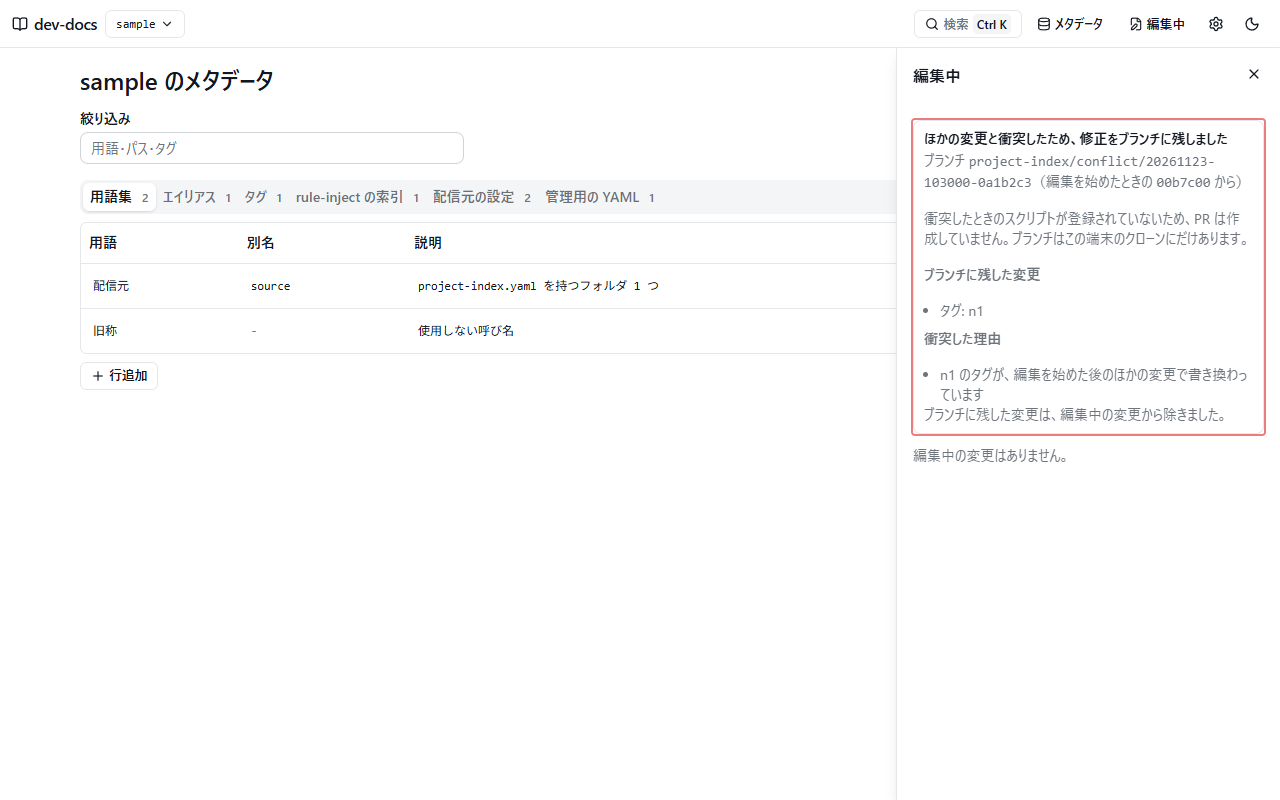 dev-docs sample 検索 Ctrl K メタデータ 編集中
sample のメタデータ
絞り込み
用語・パス・タグ
用語集 2 エイリアス 1 タグ 1 rule-inject の索引 1 配信元の設定 2 管理用の YAML 1
用語 別名 説明
配信元 source project-index.yaml を持つフォルダ 1 つ
旧称 - 使用しない呼び名
行追加
編集中
ほかの変更と衝突したため、修正をブランチに残しました
ブランチ project-index/conflict/20261123-
103000-0a1b2c3（編集を始めたときの 00b7c00 から）
衝突したときのスクリプトが登録されていないため、PR は作
成していません。ブランチはこの端末のクローンにだけあります。
ブランチに残した変更
タグ: n1
衝突した理由
n1 のタグが、編集を始めた後のほかの変更で書き換わっ
ています
ブランチに残した変更は、編集中の変更から除きました。
編集中の変更はありません。